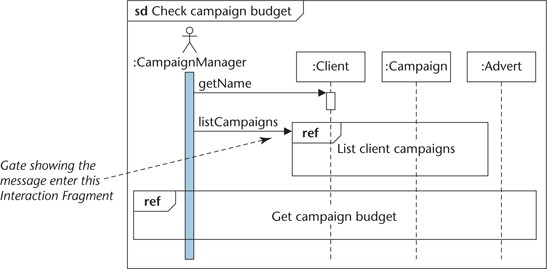 sd Check campaign budget
:CampaignManager
:Client
:Campaign
:Advert
getName
listCampaigns
ref
List client campaigns
Gate showing the
message enter this
Interaction Fragment
ref
Get campaign budget